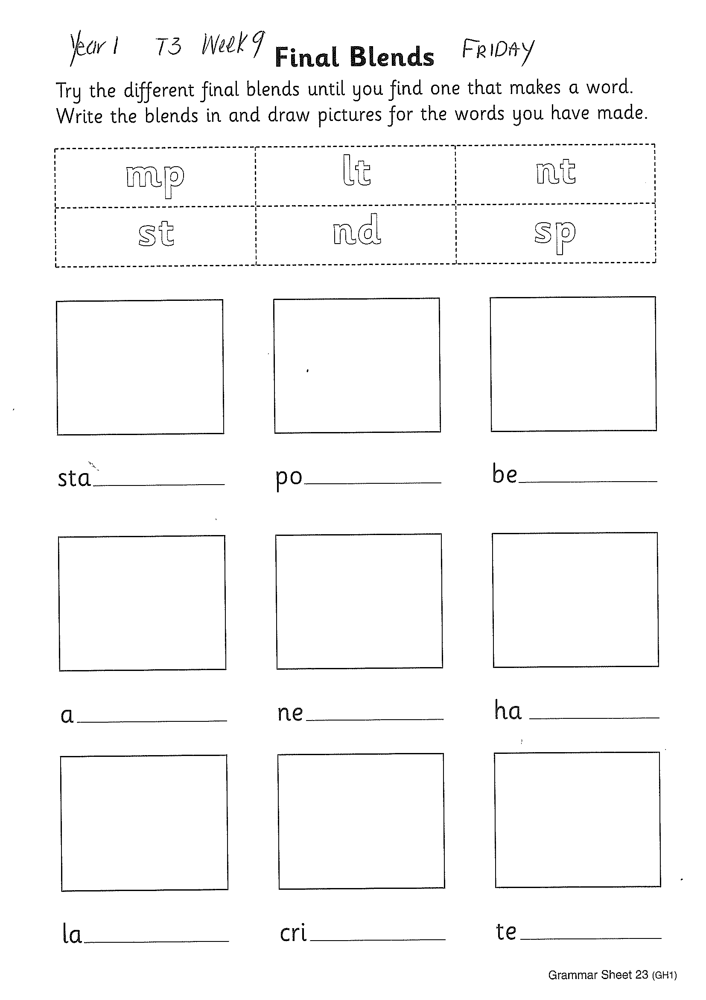 Year 1 T3 Week 9 Final Blends FRIDAY
Try the different final blends until you find one that makes a word.
Write the blends in and draw pictures for the words you have made.
mp lt nt
st nd sp
sta po be
a ne ha
la cri te
Grammar Sheet 23 (GH1)